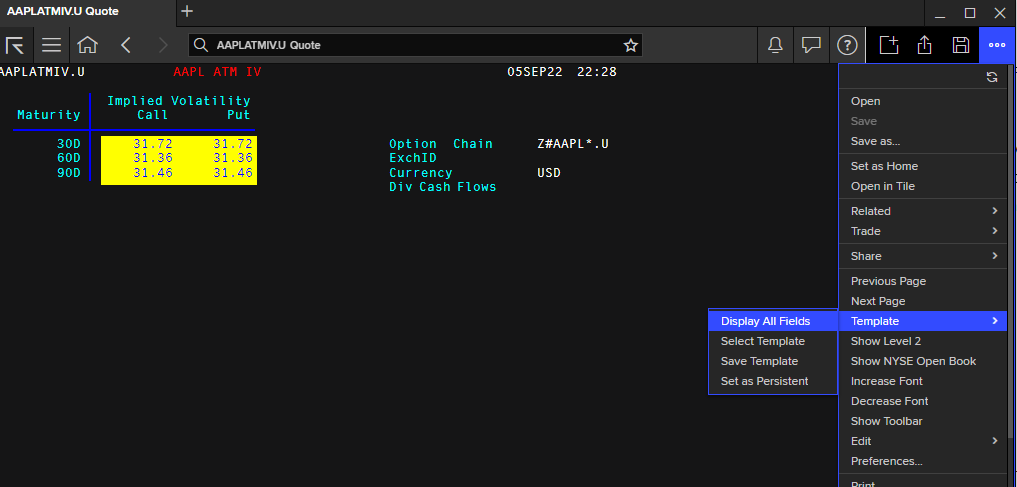 AAPLATMIV.U Quote
AAPLATMIV.U Quote
AAPLATMIV.U AAPL ATM IV 05SEP22 22:28
Implied Volatility
Maturity Call Put
30D 31.72 31.72 Option Chain Z#AAPL*.U
60D 31.36 31.36 ExchID
90D 31.46 31.46 Currency USD
Div Cash Flows
Open
Save
Save as...
Set as Home
Open in Tile
Related
Trade
Share
Previous Page
Next Page
Template
Display All Fields
Select Template
Save Template
Set as Persistent
Show Level 2
Show NYSE Open Book
Increase Font
Decrease Font
Show Toolbar
Edit
Preferences...
Print